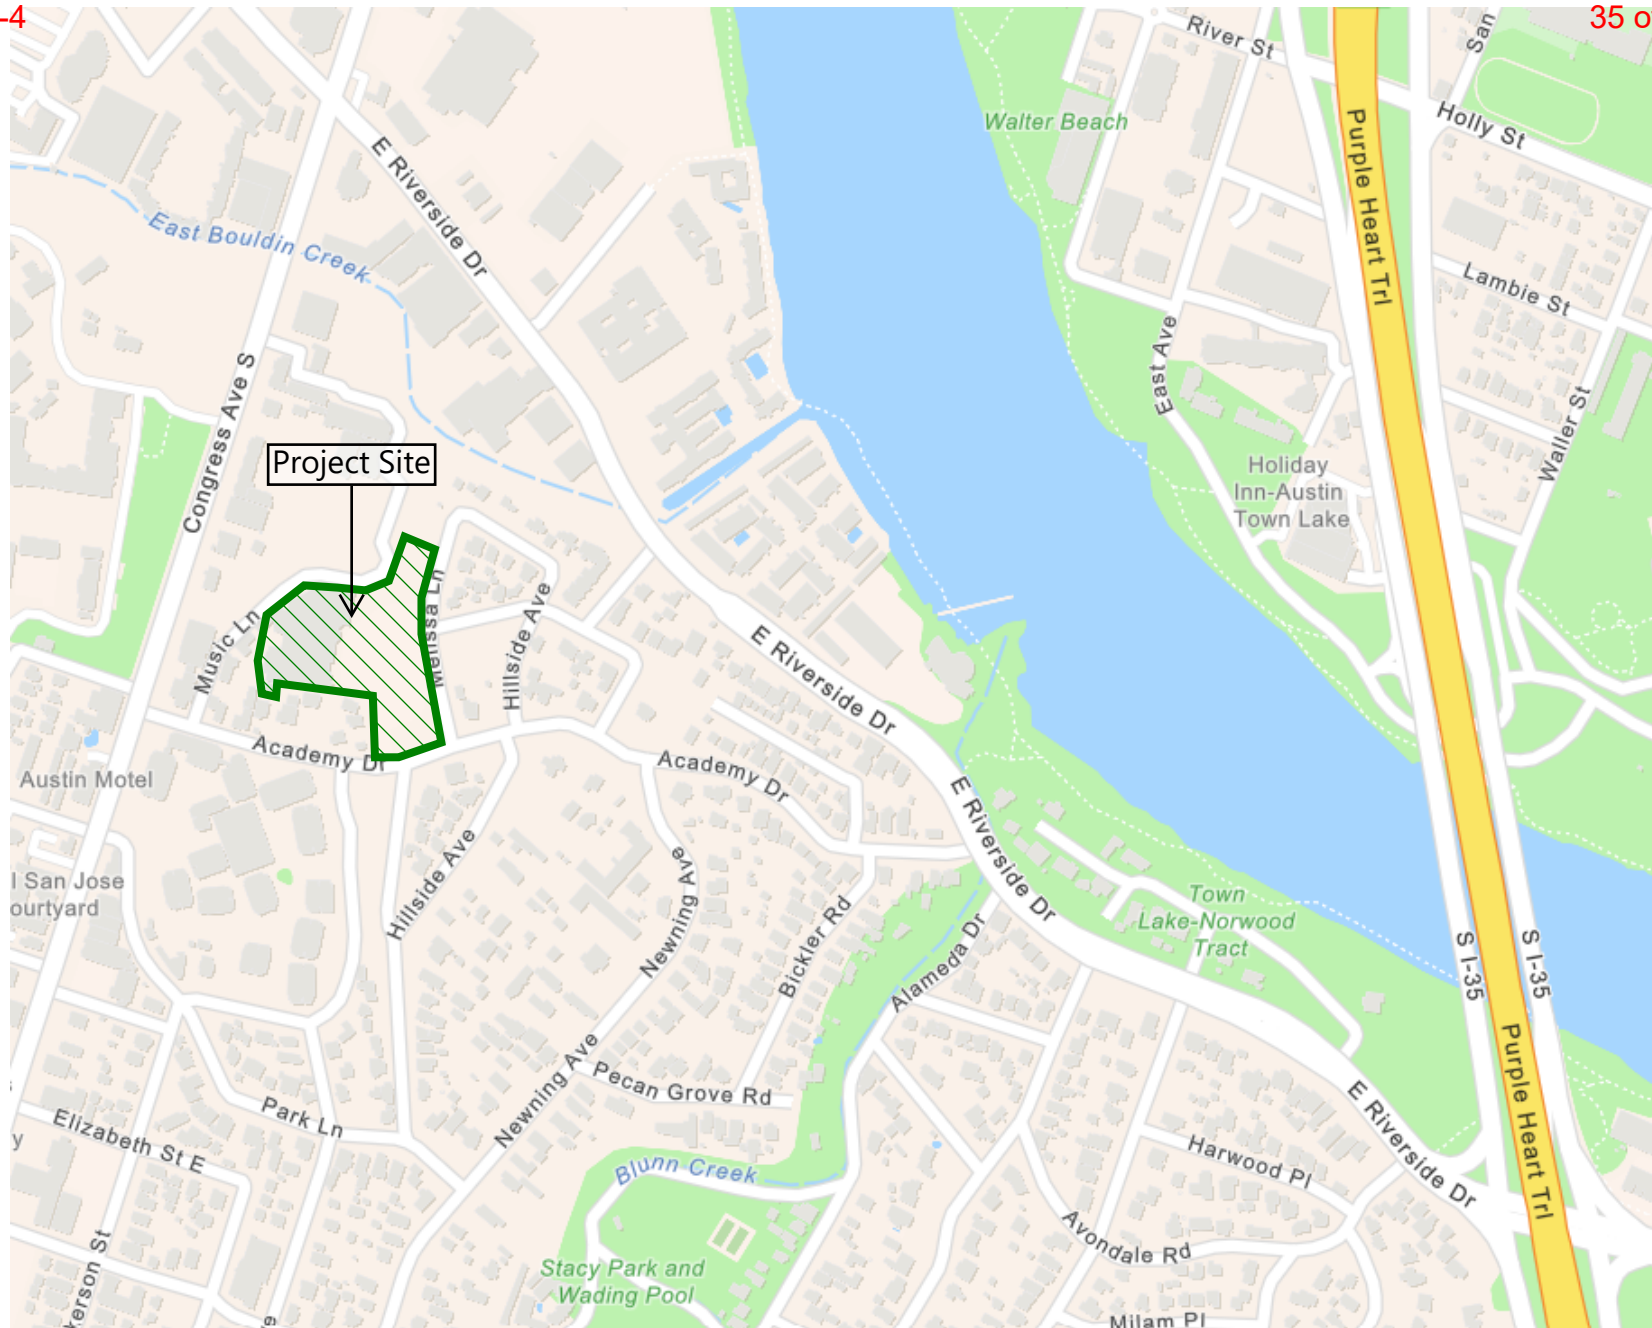 -4
35 o
River St
San
Holly St
Walter Beach
Purple Heart Trl
E Riverside Dr
East Bouldin Creek
Lambie St
East Ave
Congress Ave S
Waller St
Project Site
Holiday
Inn-Austin
Town Lake
Music Ln
Hillside Ave
E Riverside Dr
Academy Dr
Austin Motel
Academy Dr
E Riverside Dr
Hillside Ave
Newning Ave
l San Jose
ourtyard
Bickler Rd
Alameda Dr
Town
Lake-Norwood
Tract
S I-35
S I-35
Newning Ave
Pecan Grove Rd
Purple Heart Trl
E Riverside Dr
Park Ln
Elizabeth St E
y
Blunn Creek
Harwood Pl
Avondale Rd
Stacy Park and
Wading Pool
kerson St
e
Milam Pl